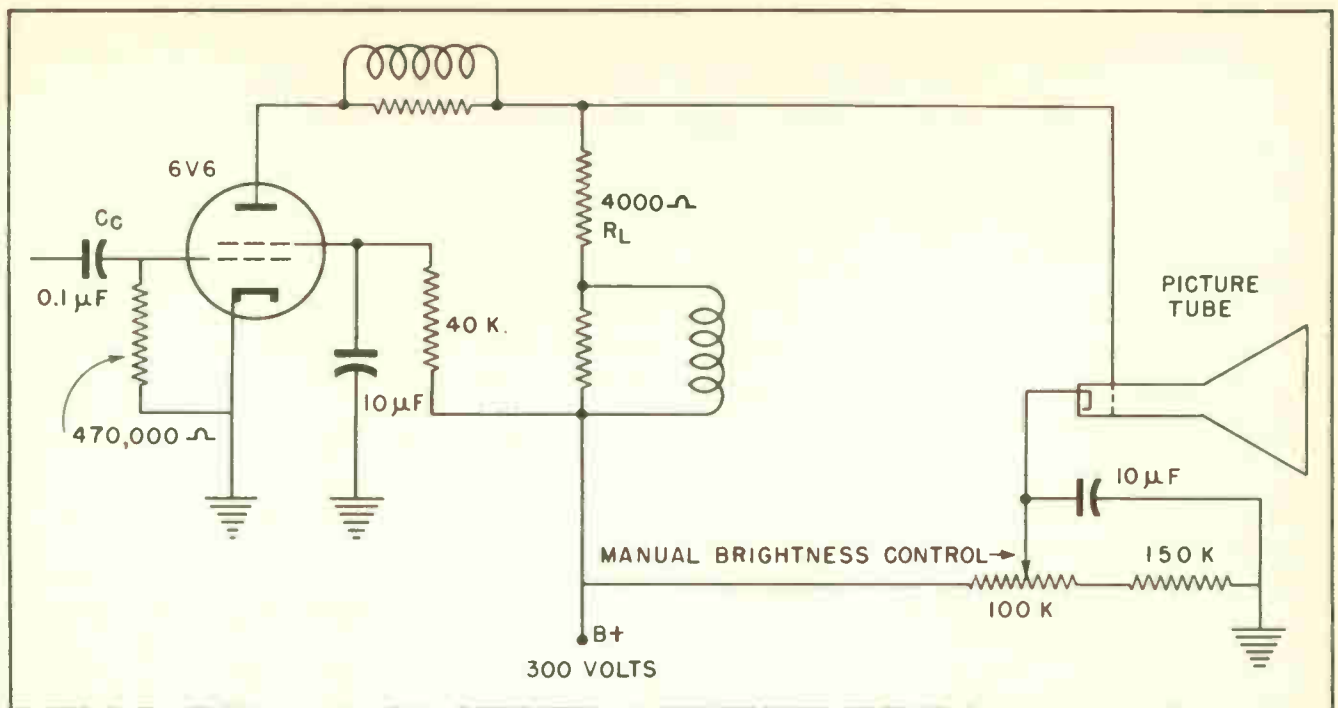 6V6
Cc
0.1 µF
470,000 Ω
10 µF
40 K.
4000 Ω
RL
PICTURE
TUBE
10 µF
MANUAL BRIGHTNESS CONTROL→
100 K
150 K
B+
300 VOLTS